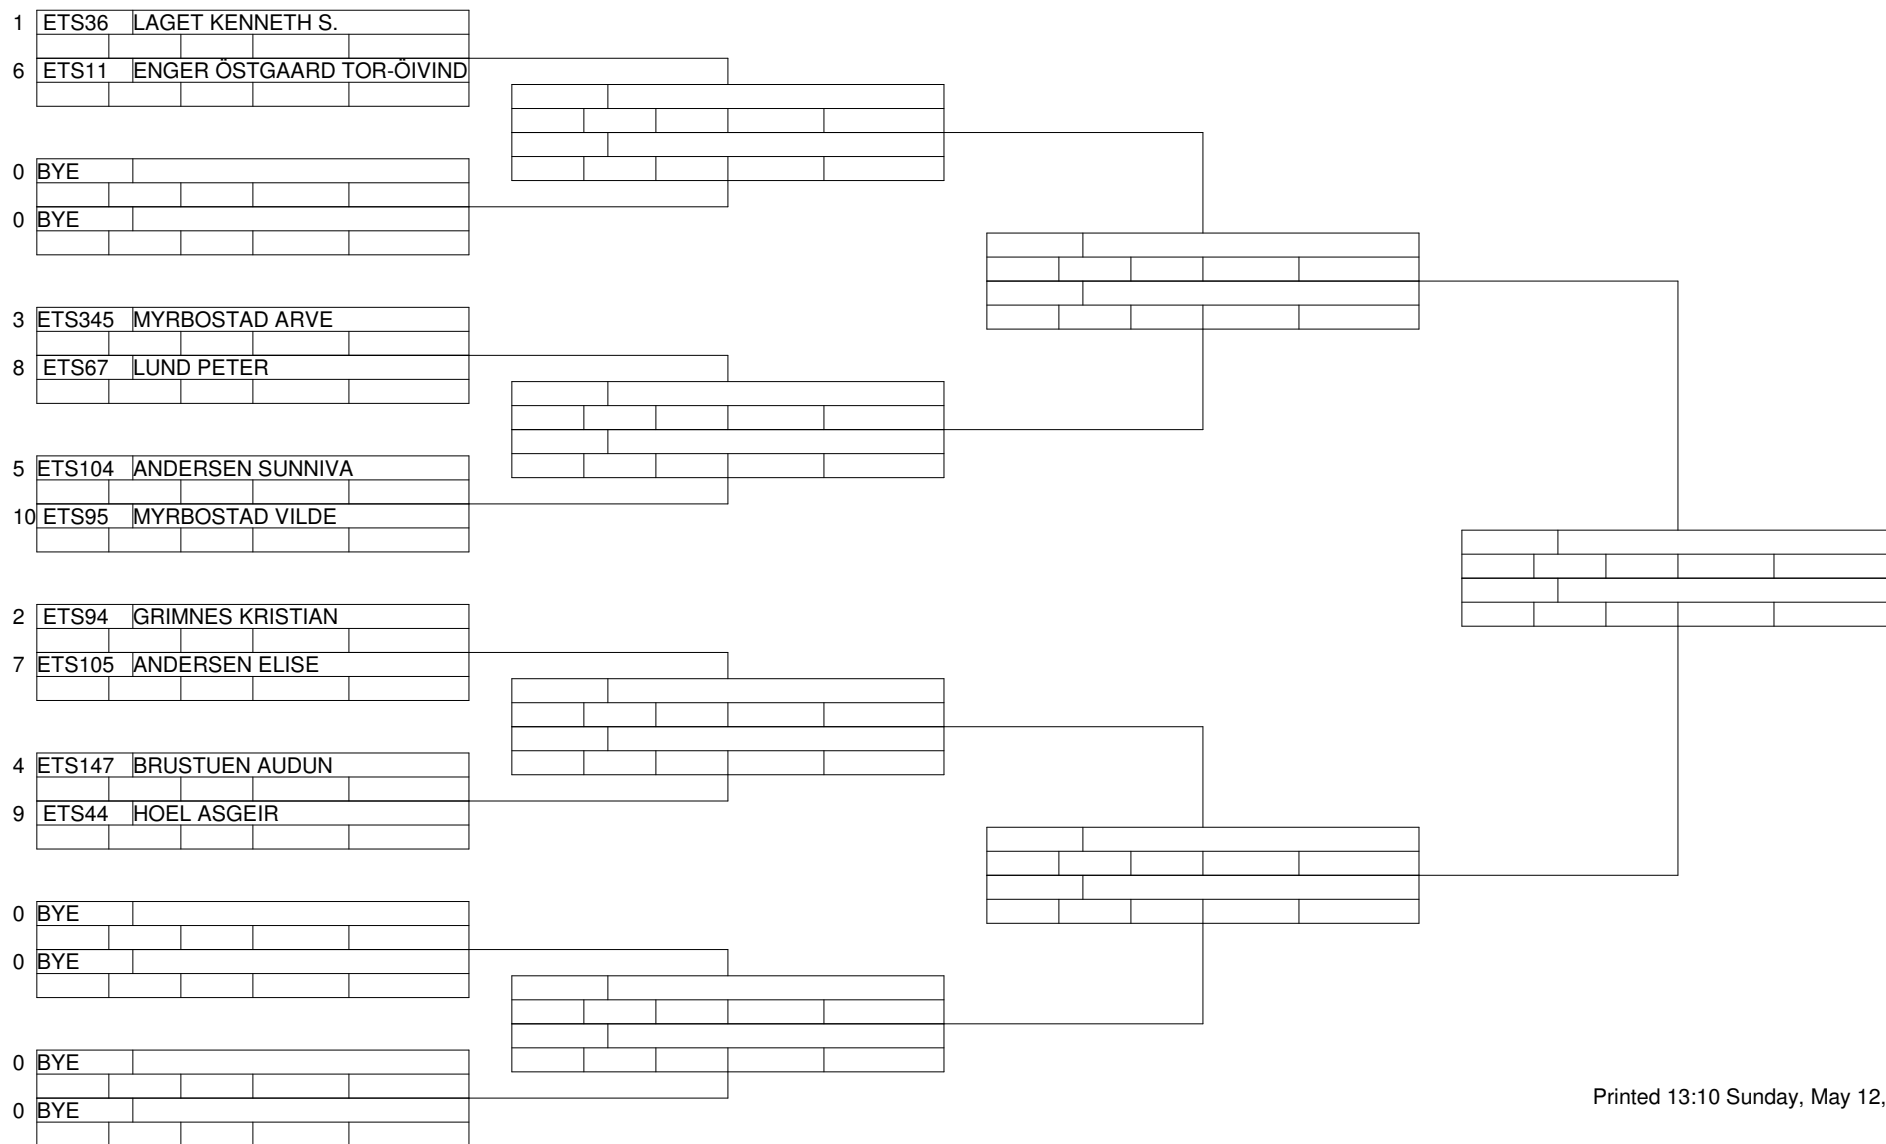 1 ETS36 LAGET KENNETH S.
6 ETS11 ENGER ÖSTGAARD TOR-ÖIVIND
0 BYE
0 BYE
3 ETS345 MYRBOSTAD ARVE
8 ETS67 LUND PETER
5 ETS104 ANDERSEN SUNNIVA
10 ETS95 MYRBOSTAD VILDE
2 ETS94 GRIMNES KRISTIAN
7 ETS105 ANDERSEN ELISE
4 ETS147 BRUSTUEN AUDUN
9 ETS44 HOEL ASGEIR
0 BYE
0 BYE
0 BYE
0 BYE
Printed 13:10 Sunday, May 12,